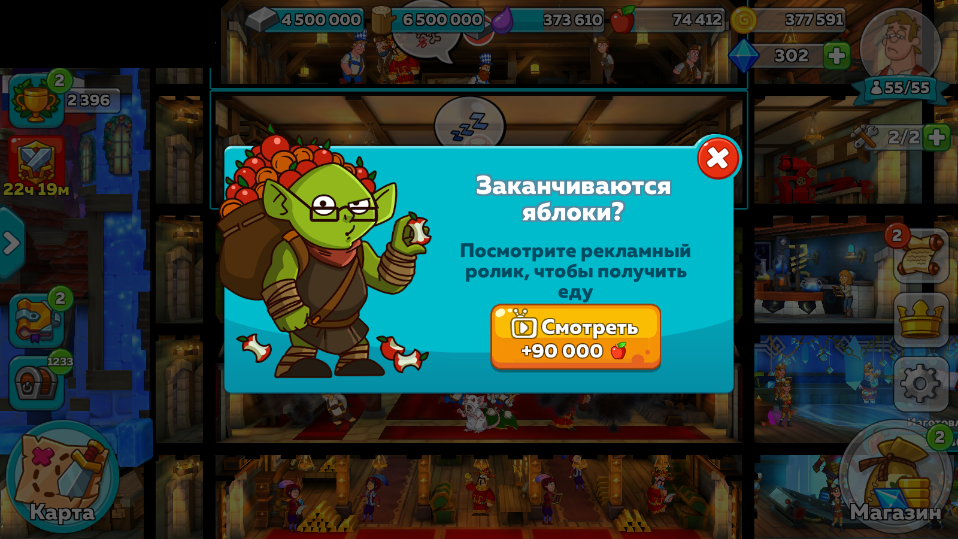 4 500 000
6 500 000
373 610
74 412
377 591
302
55/55
2
2 396
22ч 19м
2/2
Заканчиваются
яблоки?
Посмотрите рекламный
ролик, чтобы получить
еду
Смотреть
+90 000
2
2
1233
2
Карта
Магазин